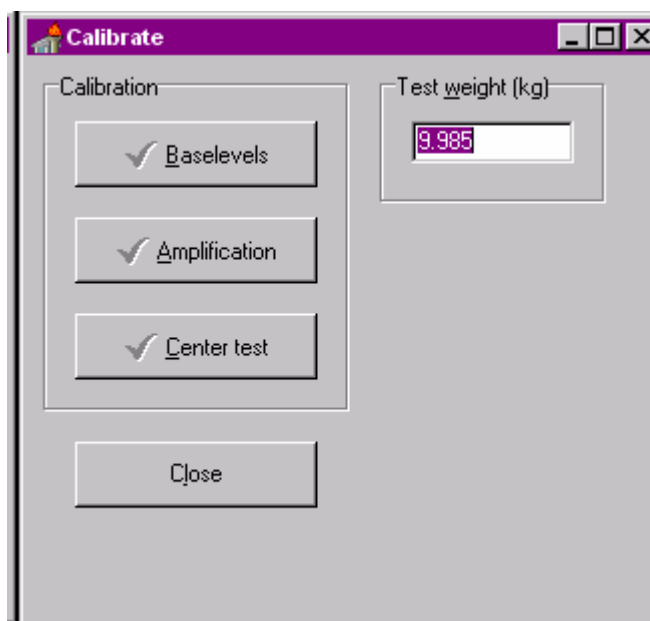 Calibrate
Calibration
Baselevels
Amplification
Center test
Close
Test weight (kg)
9.985